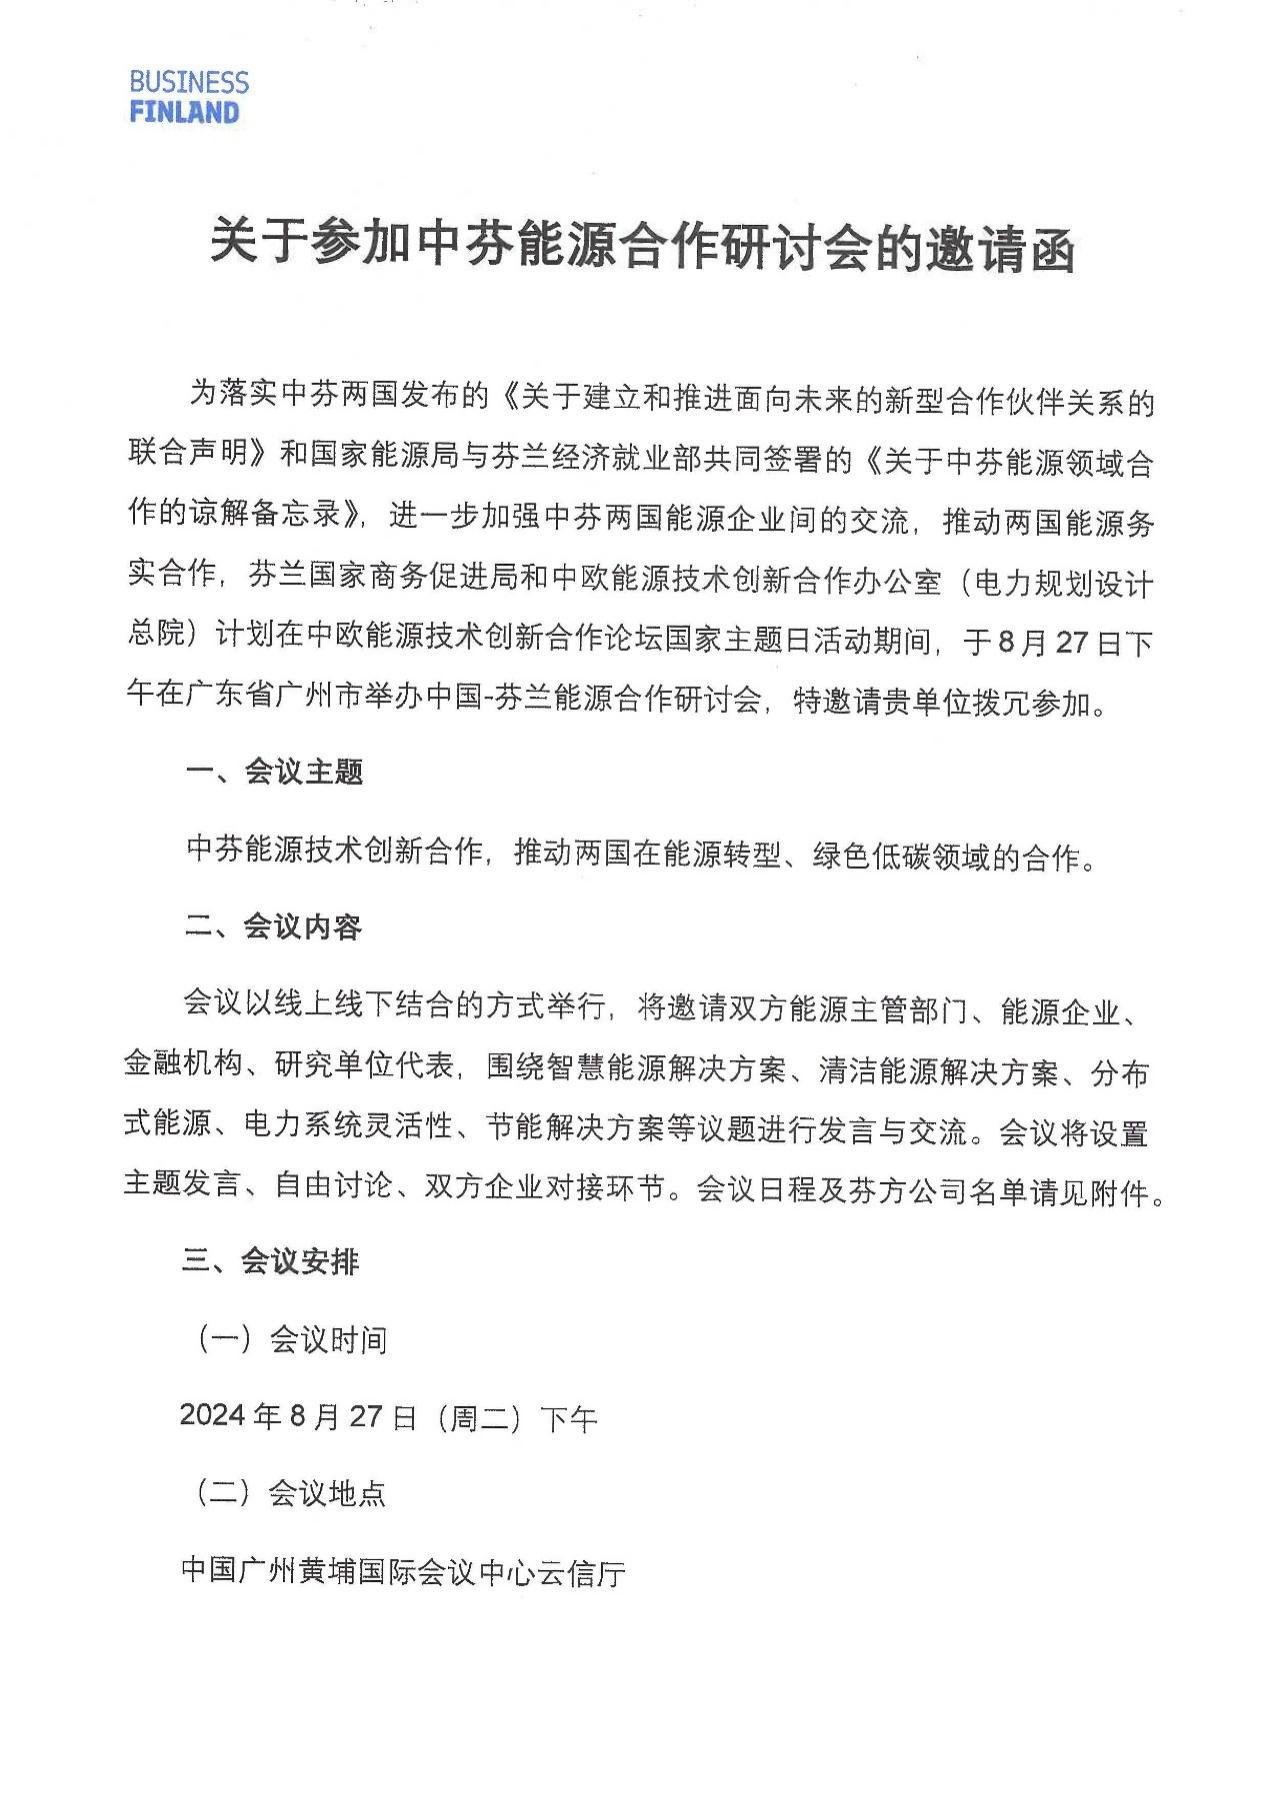 BUSINESS
FINLAND
关于参加中芬能源合作研讨会的邀请函
为落实中芬两国发布的《关于建立和推进面向未来的新型合作伙伴关系的
联合声明》和国家能源局与芬兰经济就业部共同签署的《关于中芬能源领域合
作的谅解备忘录》，进一步加强中芬两国能源企业间的交流，推动两国能源务
实合作，芬兰国家商务促进局和中欧能源技术创新合作办公室（电力规划设计
总院）计划在中欧能源技术创新合作论坛国家主题日活动期间，于8月27日下
午在广东省广州市举办中国-芬兰能源合作研讨会，特邀请贵单位拨冗参加。
一、会议主题
中芬能源技术创新合作，推动两国在能源转型、绿色低碳领域的合作。
二、会议内容
会议以线上线下结合的方式举行，将邀请双方能源主管部门、能源企业、
金融机构、研究单位代表，围绕智慧能源解决方案、清洁能源解决方案、分布
式能源、电力系统灵活性、节能解决方案等议题进行发言与交流。会议将设置
主题发言、自由讨论、双方企业对接环节。会议日程及芬方公司名单请见附件。
三、会议安排
（一）会议时间
2024年8月27日（周二）下午
（二）会议地点
中国广州黄埔国际会议中心云信厅